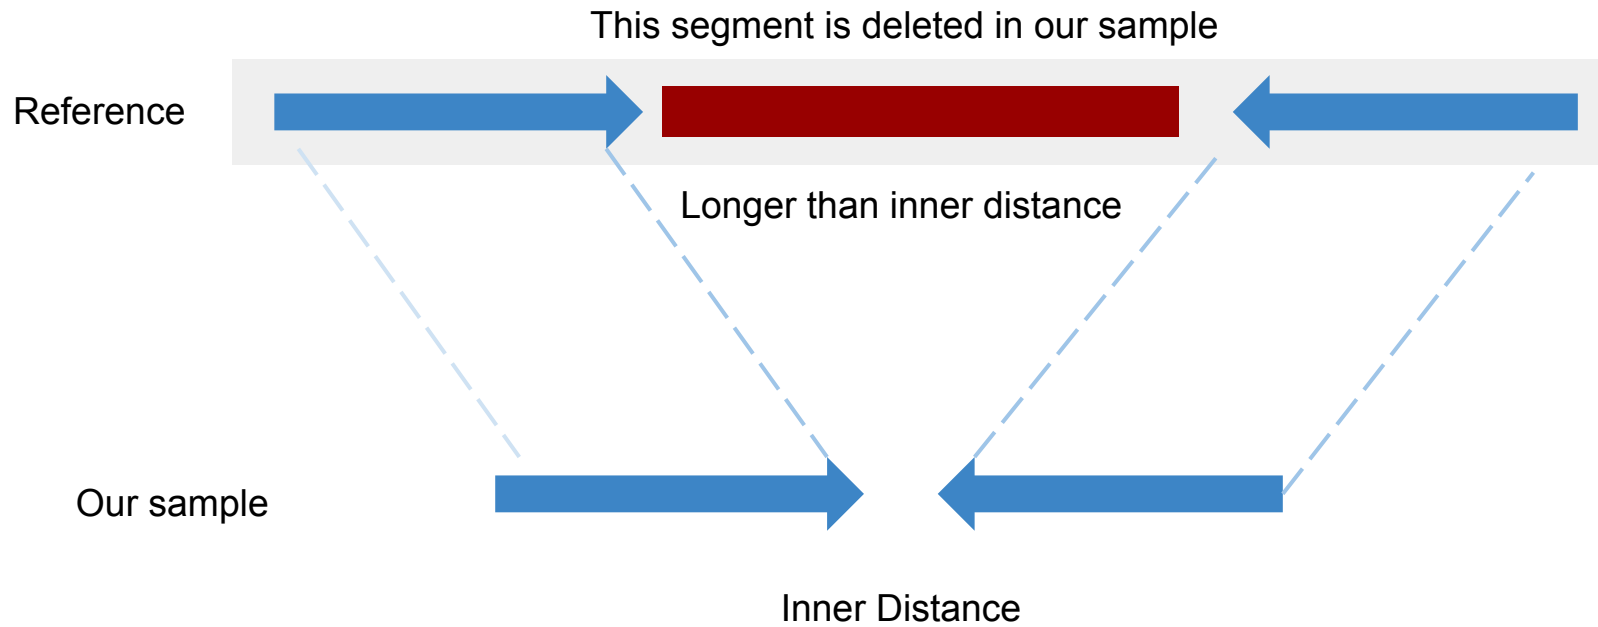 This segment is deleted in our sample
Reference
Longer than inner distance
Our sample
Inner Distance